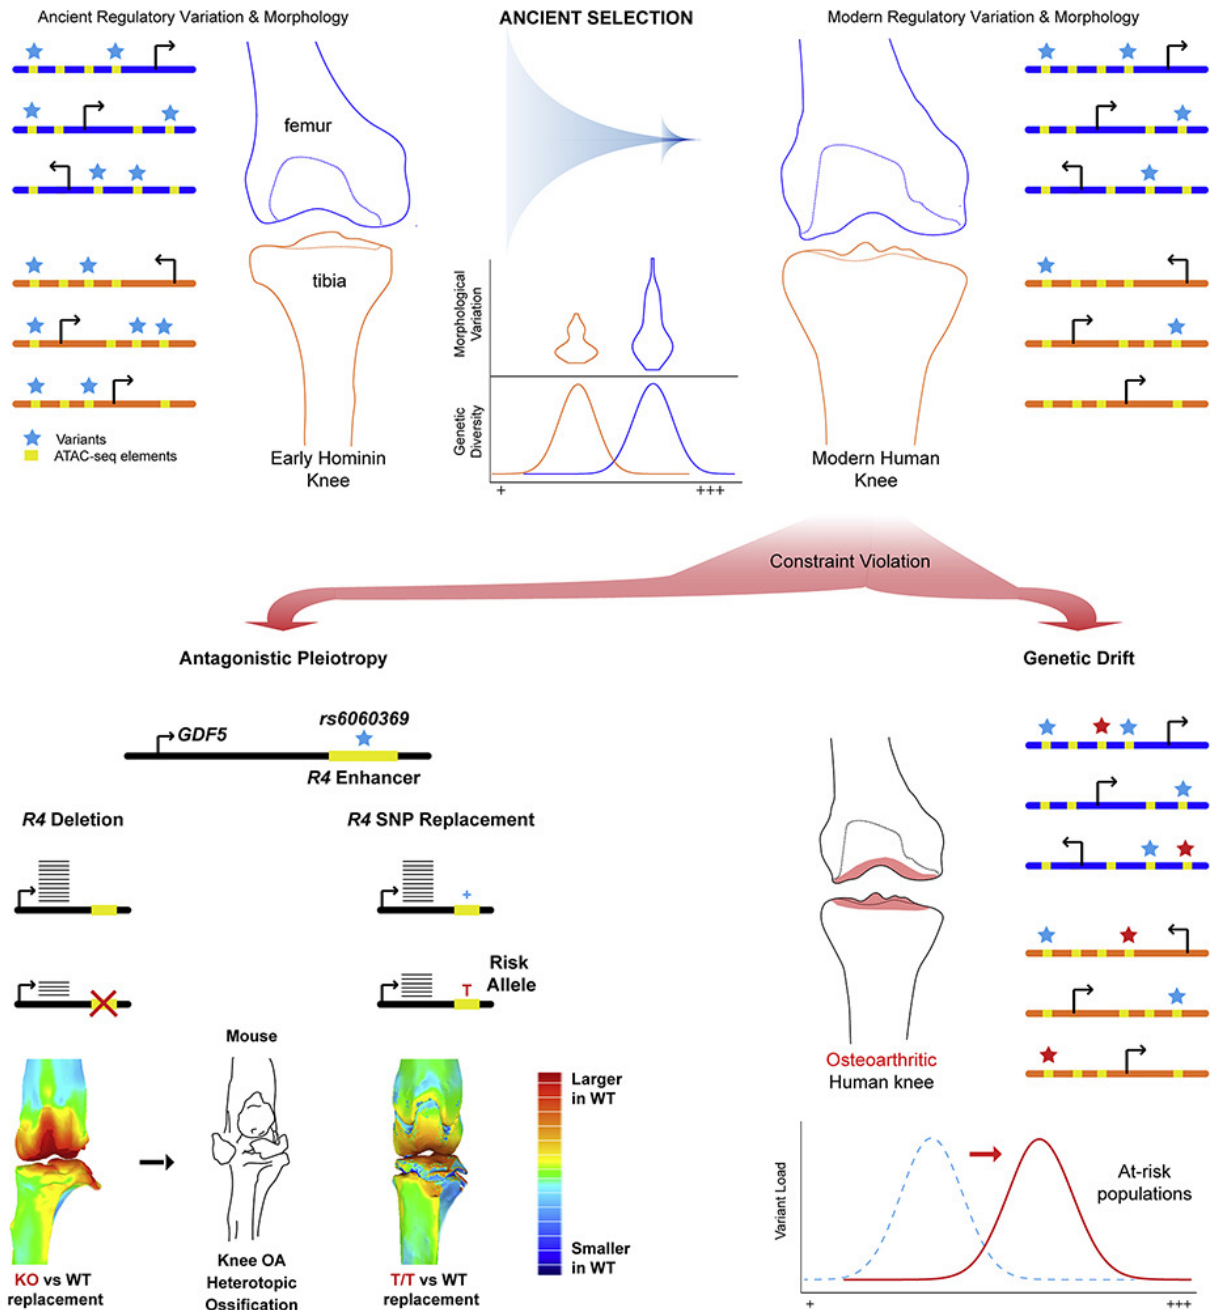 Ancient Regulatory Variation & Morphology
ANCIENT SELECTION
Modern Regulatory Variation & Morphology
femur
tibia
Variants
ATAC-seq elements
Early Hominin
Knee
Morphological
Variation
Genetic
Diversity
+
+++
Modern Human
Knee
Constraint Violation
Antagonistic Pleiotropy
Genetic Drift
GDF5
rs6060369
R4 Enhancer
R4 Deletion
R4 SNP Replacement
+
T
Risk
Allele
Mouse
Knee OA
Heterotopic
Ossification
KO vs WT
replacement
T/T vs WT
replacement
Larger
in WT
Smaller
in WT
Osteoarthritic
Human knee
Variant Load
At-risk
populations
+
+++